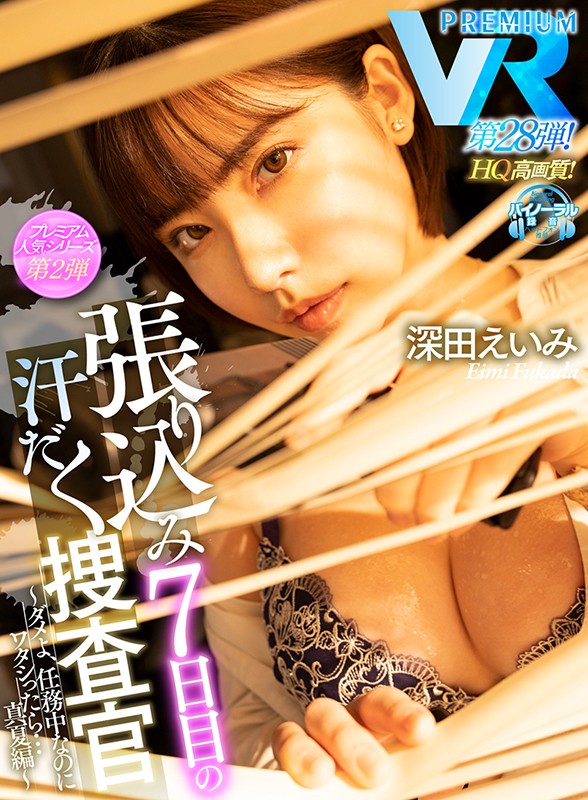 PREMIUM
VR
第28弾!
HQ高画質!
バイノーラル
録音
プレミアム
人気シリーズ
第2弾
深田えいみ
Eimi Fukada
張り込み7日目の
汗だく捜査官
~ダメよ、任務中なのに
ワタシったら…
真夏編~